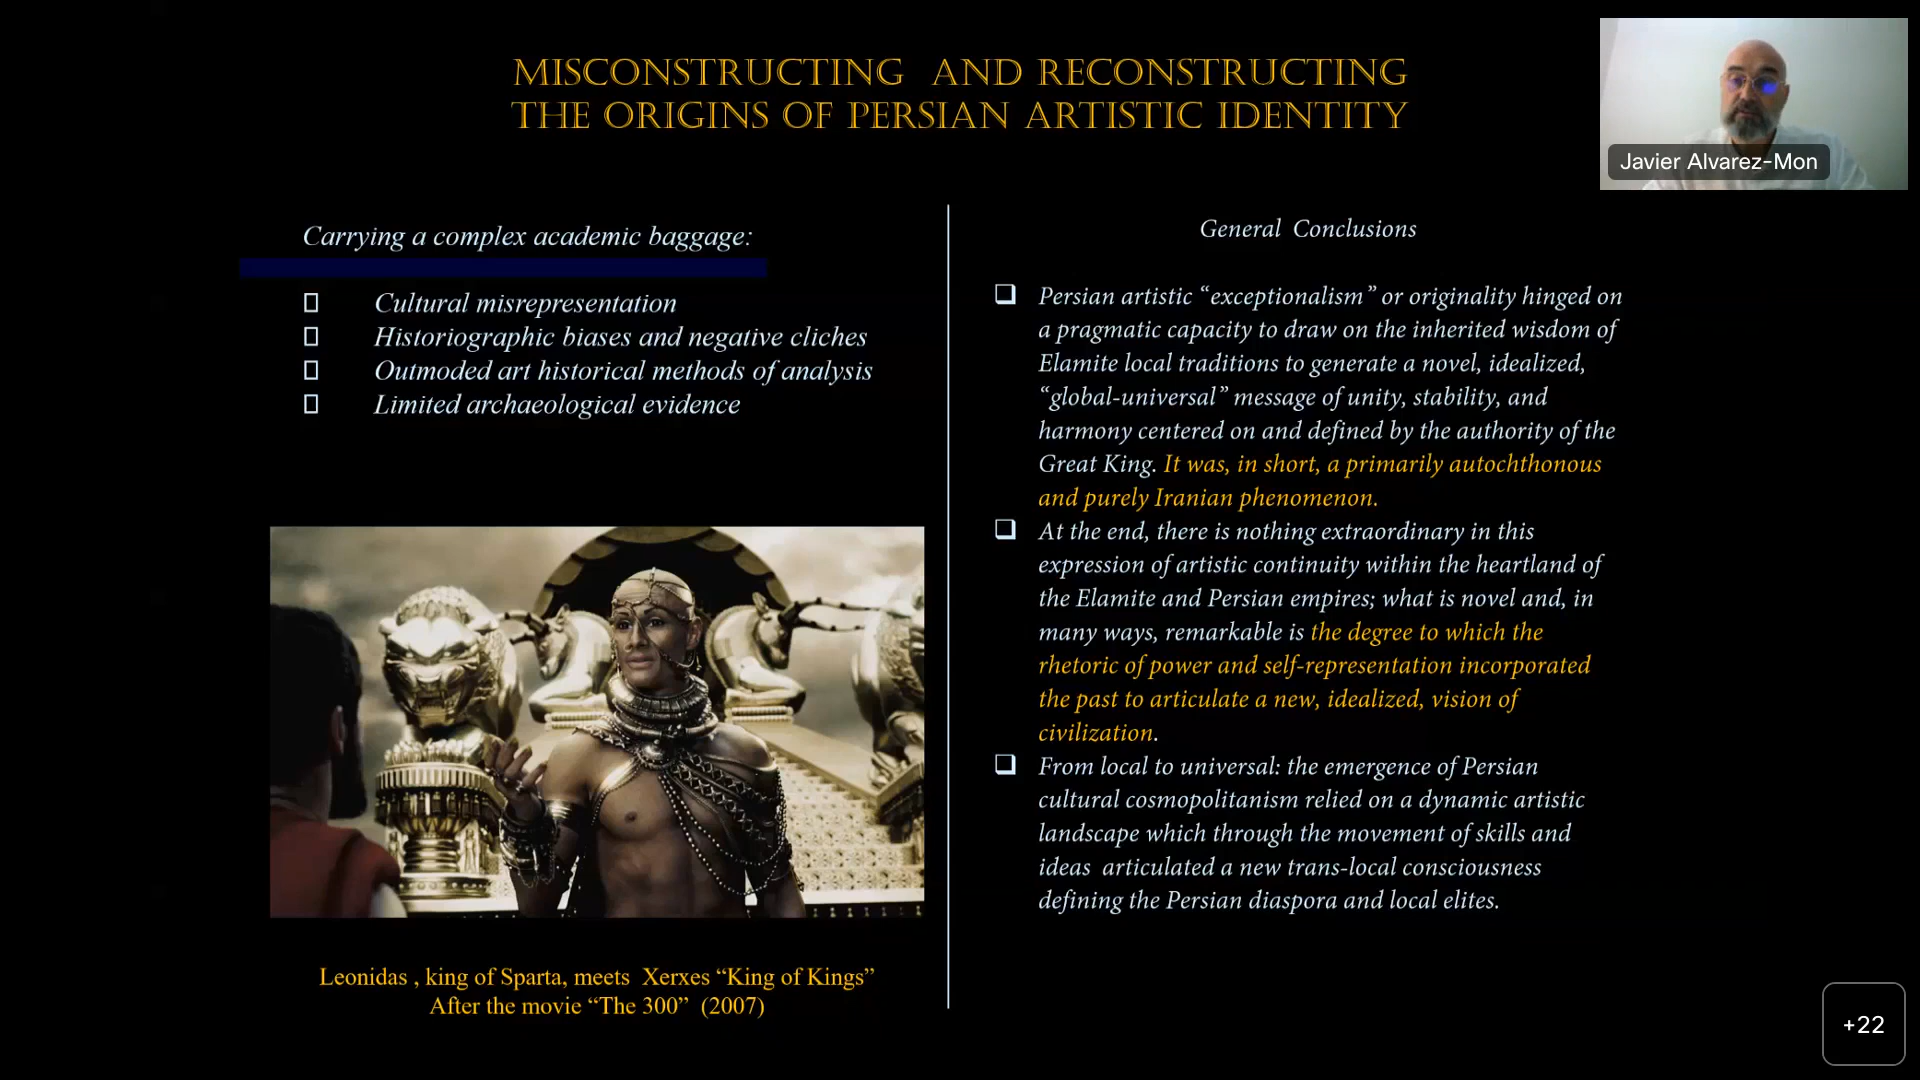 MISCONSTRUCTING AND RECONSTRUCTING
THE ORIGINS OF PERSIAN ARTISTIC IDENTITY
Javier Alvarez-Mon
Carrying a complex academic baggage:
Cultural misrepresentation
Historiographic biases and negative cliches
Outmoded art historical methods of analysis
Limited archaeological evidence
Leonidas , king of Sparta, meets Xerxes “King of Kings”
After the movie “The 300” (2007)
General Conclusions
Persian artistic “exceptionalism” or originality hinged on
a pragmatic capacity to draw on the inherited wisdom of
Elamite local traditions to generate a novel, idealized,
“global-universal” message of unity, stability, and
harmony centered on and defined by the authority of the
Great King. It was, in short, a primarily autochthonous
and purely Iranian phenomenon.
At the end, there is nothing extraordinary in this
expression of artistic continuity within the heartland of
the Elamite and Persian empires; what is novel and, in
many ways, remarkable is the degree to which the
rhetoric of power and self-representation incorporated
the past to articulate a new, idealized, vision of
civilization.
From local to universal: the emergence of Persian
cultural cosmopolitanism relied on a dynamic artistic
landscape which through the movement of skills and
ideas articulated a new trans-local consciousness
defining the Persian diaspora and local elites.
+22